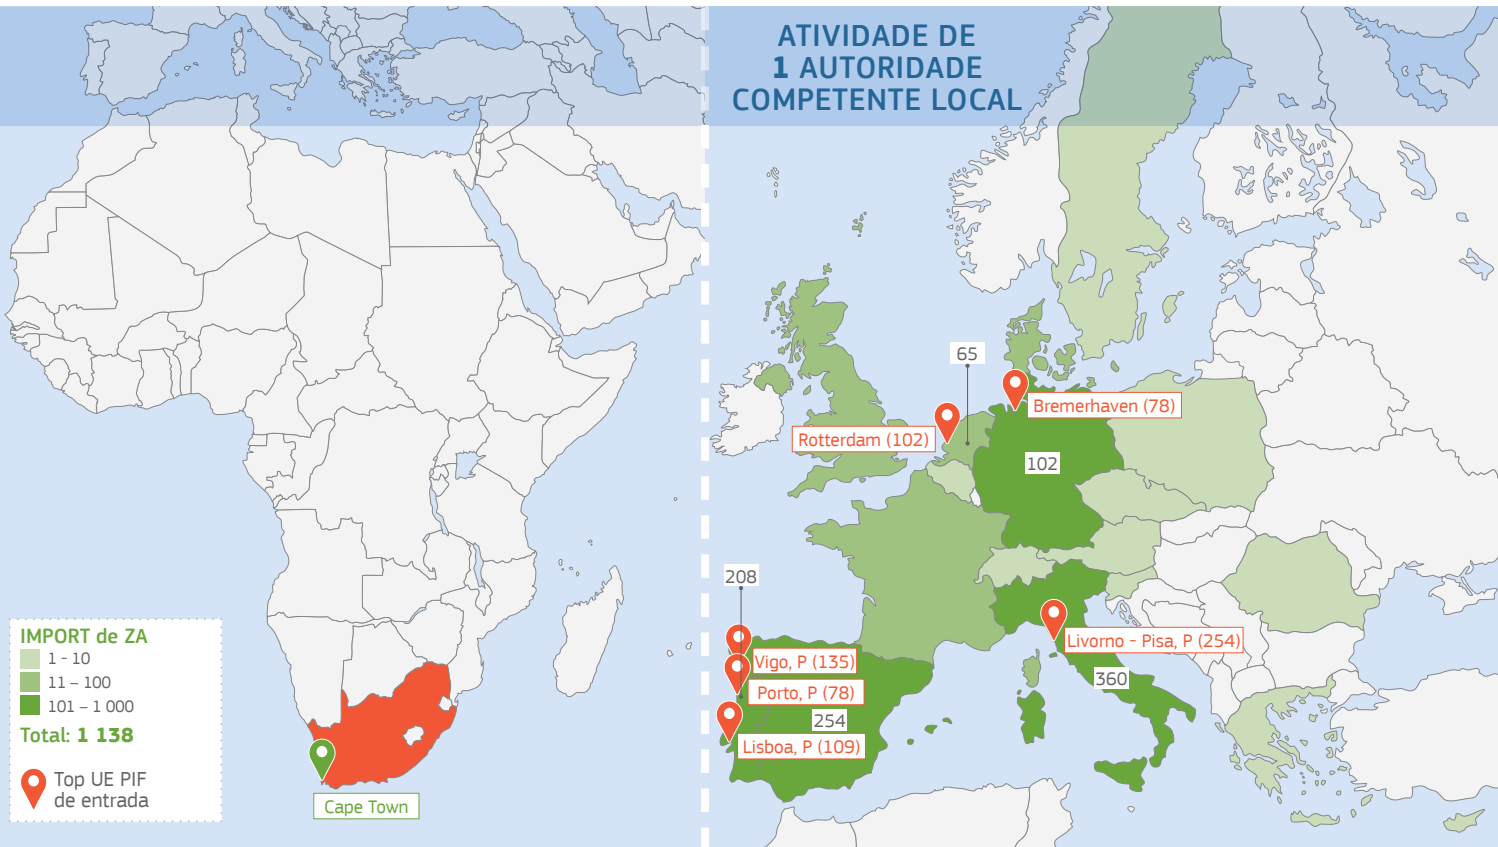 ATIVIDADE DE
1 AUTORIDADE
COMPETENTE LOCAL
65
Bremerhaven (78)
Rotterdam (102)
102
208
Livorno - Pisa, P (254)
Vigo, P (135)
360
Porto, P (78)
254
Lisboa, P (109)
IMPORT de ZA
1 - 10
11 – 100
101 – 1 000
Total: 1 138
Top UE PIF
de entrada
Cape Town